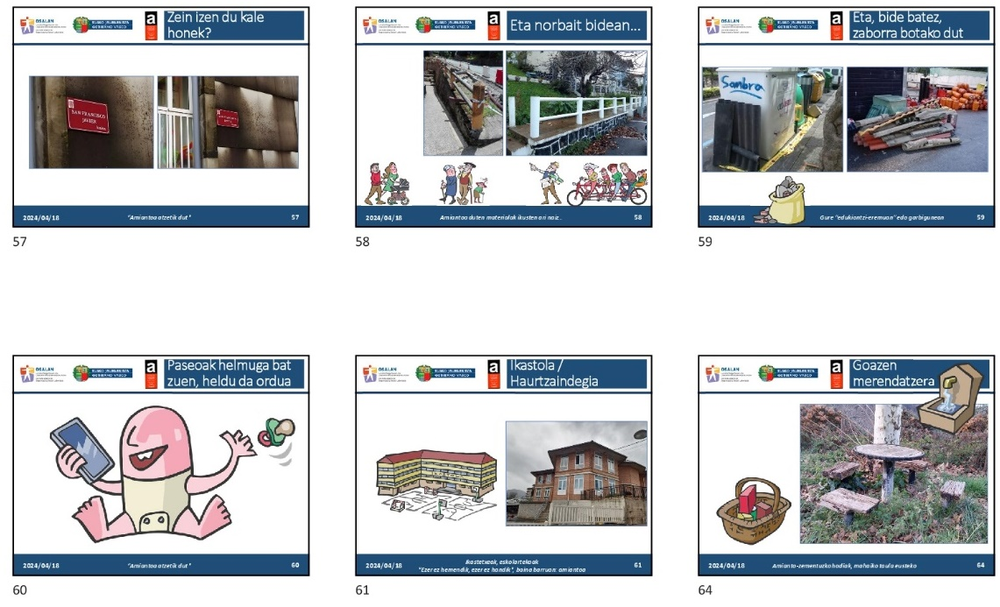 OSALAN
EUSKO JAURLARITZA
GOBIERNO VASCO
a
Zein izen du kale
honek?
SAN FRANCISCO
JAVIER
2024/04/18
"Amiantoa atzetik dut"
57
57
OSALAN
EUSKO JAURLARITZA
GOBIERNO VASCO
a
Eta norbait bidean...
2024/04/18
Amiantoa duten materialak ikusten ari naiz..
58
58
OSALAN
EUSKO JAURLARITZA
GOBIERNO VASCO
a
Eta, bide batez,
zaborra botako dut
Sombra
2024/04/18
Gure "edukiontzi-eremuan" edo garbigunean
59
59
OSALAN
EUSKO JAURLARITZA
GOBIERNO VASCO
a
Paseoak helmuga bat
zuen, heldu da ordua
2024/04/18
"Amiantoa atzetik dut"
60
60
OSALAN
EUSKO JAURLARITZA
GOBIERNO VASCO
a
Ikastola /
Haurtzaindegia
2024/04/18
Ikastetxeak, eskolartekoak
"Ezer ez hemendik, ezer ez handik", baina barruan: amiantoa
61
61
OSALAN
EUSKO JAURLARITZA
GOBIERNO VASCO
a
Goazen
merendatzera
2024/04/18
Amianto-zementuzko hodiak, mahaiko taula eusteko
64
64